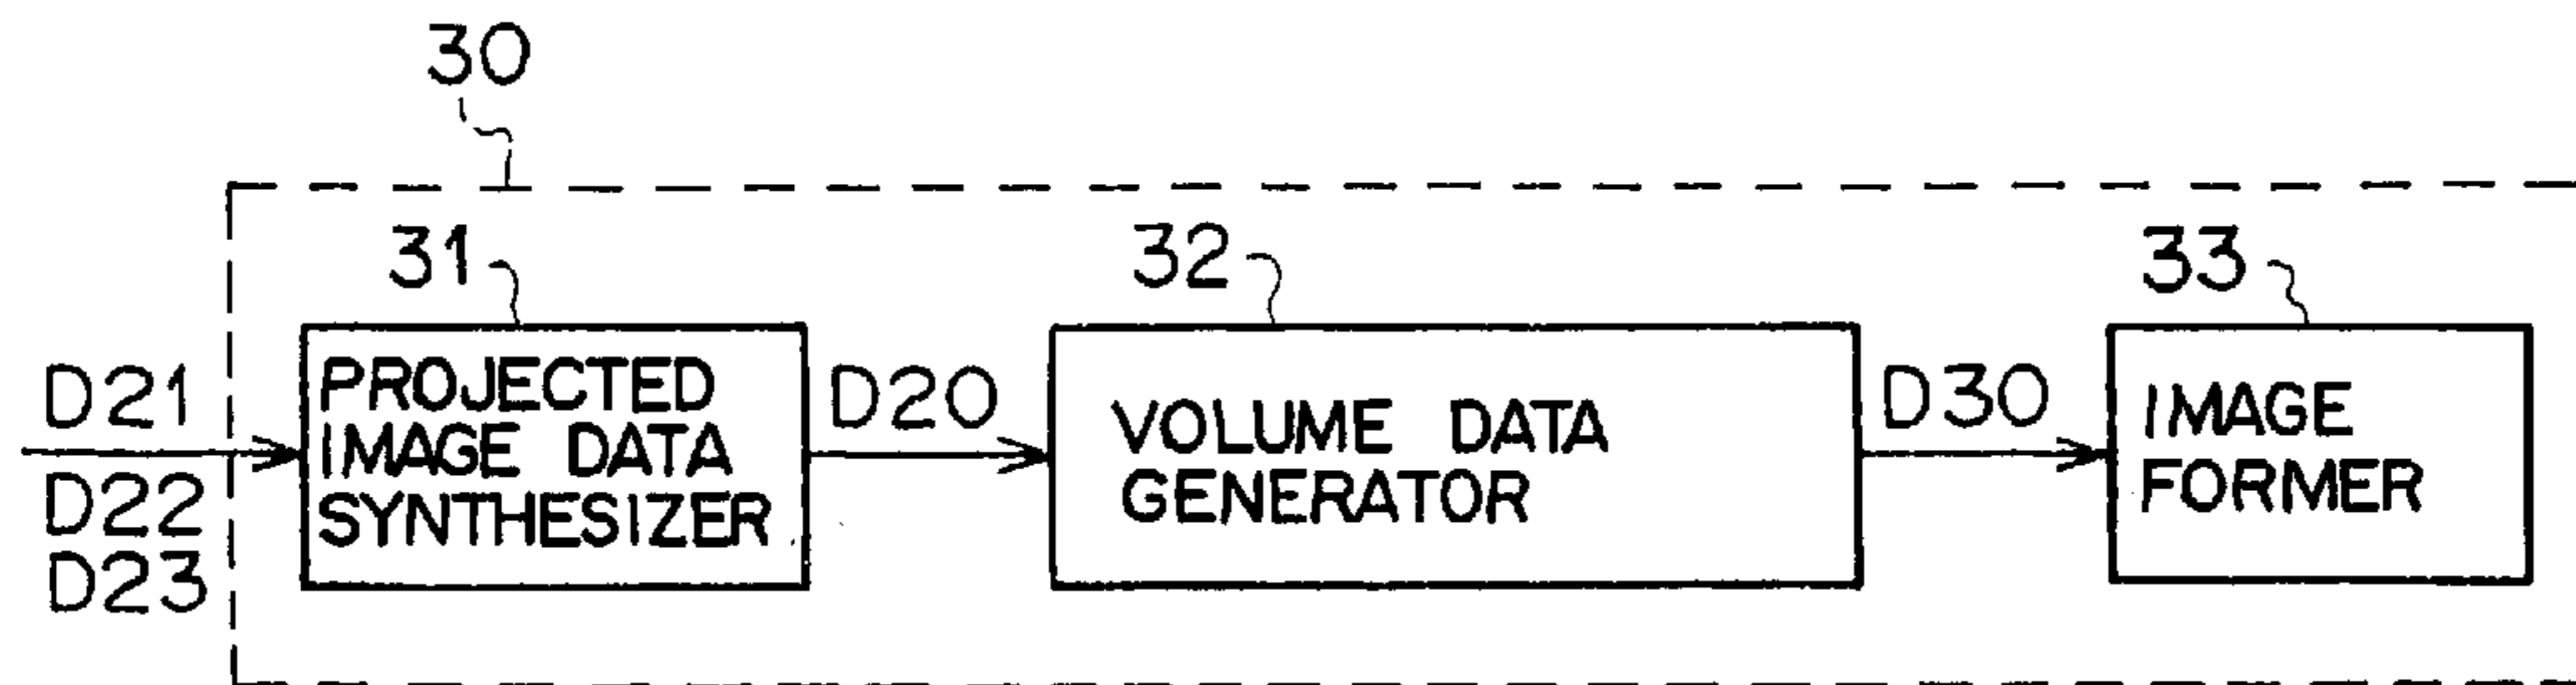 30
31
32
33
D21
D22
D23
PROJECTED
IMAGE DATA
SYNTHESIZER
D20
VOLUME DATA
GENERATOR
D30
IMAGE
FORMER